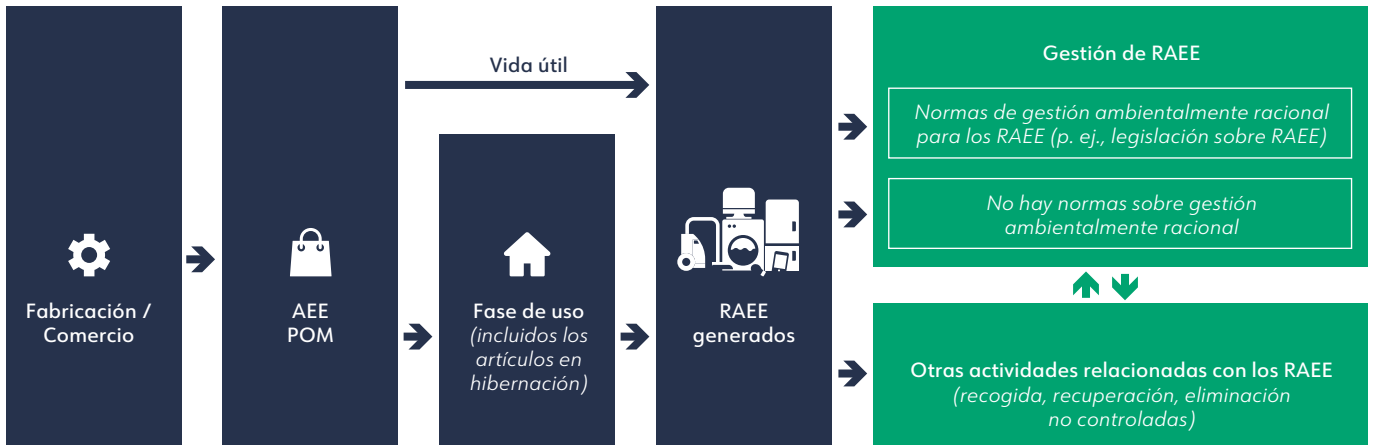 Fabricación /
Comercio
AEE
POM
Vida útil
Fase de uso
(incluidos los
artículos en
hibernación)
RAEE
generados
Gestión de RAEE
Normas de gestión ambientalmente racional
para los RAEE (p. ej., legislación sobre RAEE)
No hay normas sobre gestión
ambientalmente racional
Otras actividades relacionadas con los RAEE
(recogida, recuperación, eliminación
no controladas)